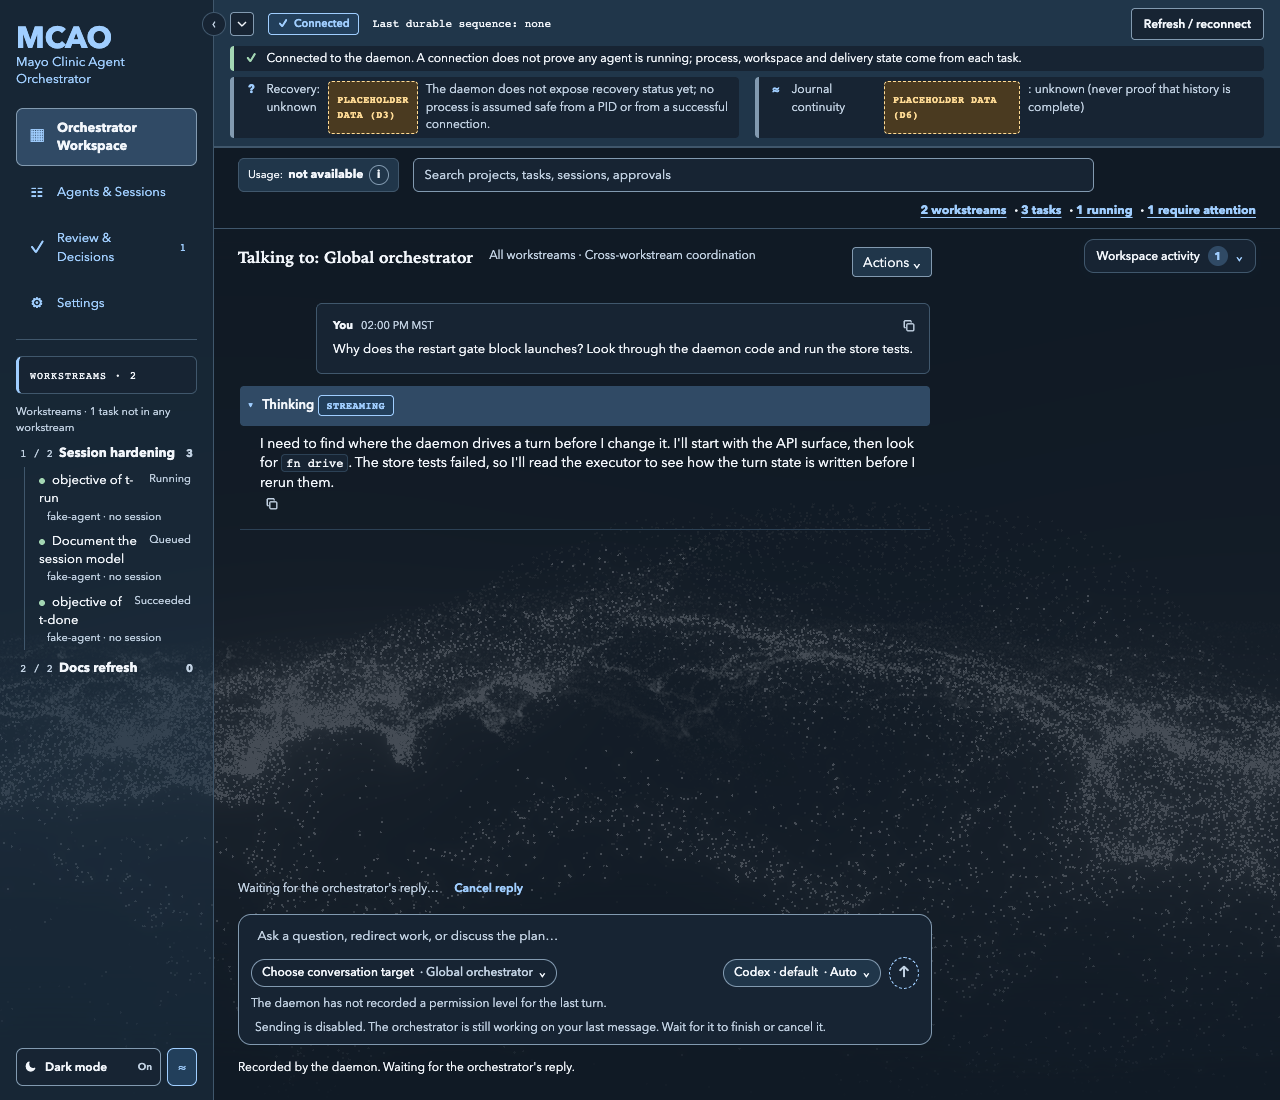 MCAO
Mayo Clinic Agent
Orchestrator
Orchestrator
Workspace
Agents & Sessions
Review &
Decisions
1
Settings
WORKSTREAMS · 2
Workstreams · 1 task not in any
workstream
1 / 2 Session hardening 3
objective of t-
run
Running
fake-agent · no session
Document the
session model
Queued
fake-agent · no session
objective of
t-done
Succeeded
fake-agent · no session
2 / 2 Docs refresh 0
Dark mode On
≈
‹
✓ Connected
Last durable sequence: none
Refresh / reconnect
✓ Connected to the daemon. A connection does not prove any agent is running; process, workspace and delivery state come from each task.
? Recovery:
unknown
PLACEHOLDER
DATA (D3)
The daemon does not expose recovery status yet; no
process is assumed safe from a PID or from a successful
connection.
≈ Journal
continuity
PLACEHOLDER DATA
(D6)
: unknown (never proof that history is
complete)
Usage: not available i
Search projects, tasks, sessions, approvals
2 workstreams · 3 tasks · 1 running · 1 require attention
Talking to: Global orchestrator
All workstreams · Cross-workstream coordination
Actions
Workspace activity 1
You 02:00 PM MST
Why does the restart gate block launches? Look through the daemon code and run the store tests.
Thinking STREAMING
I need to find where the daemon drives a turn before I change it. I'll start with the API surface, then look
for fn drive. The store tests failed, so I'll read the executor to see how the turn state is written before I
rerun them.
Waiting for the orchestrator's reply… Cancel reply
Ask a question, redirect work, or discuss the plan…
Choose conversation target · Global orchestrator
Codex · default · Auto
The daemon has not recorded a permission level for the last turn.
Sending is disabled. The orchestrator is still working on your last message. Wait for it to finish or cancel it.
Recorded by the daemon. Waiting for the orchestrator's reply.